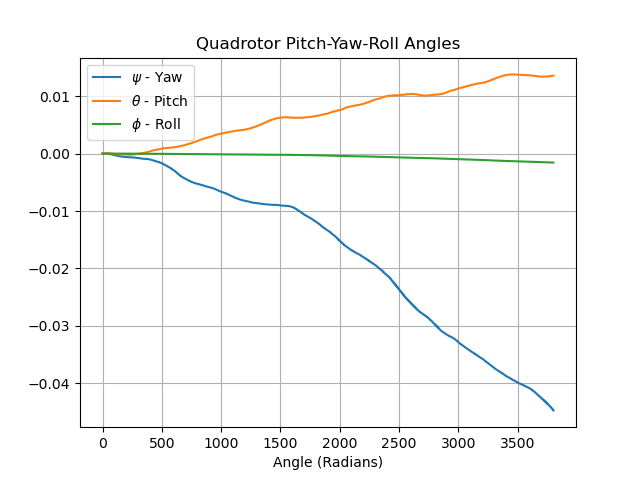 Quadrotor Pitch-Yaw-Roll Angles
ψ - Yaw
θ - Pitch
ϕ - Roll
0.01
0.00
−0.01
−0.02
−0.03
−0.04
0 500 1000 1500 2000 2500 3000 3500
Angle (Radians)